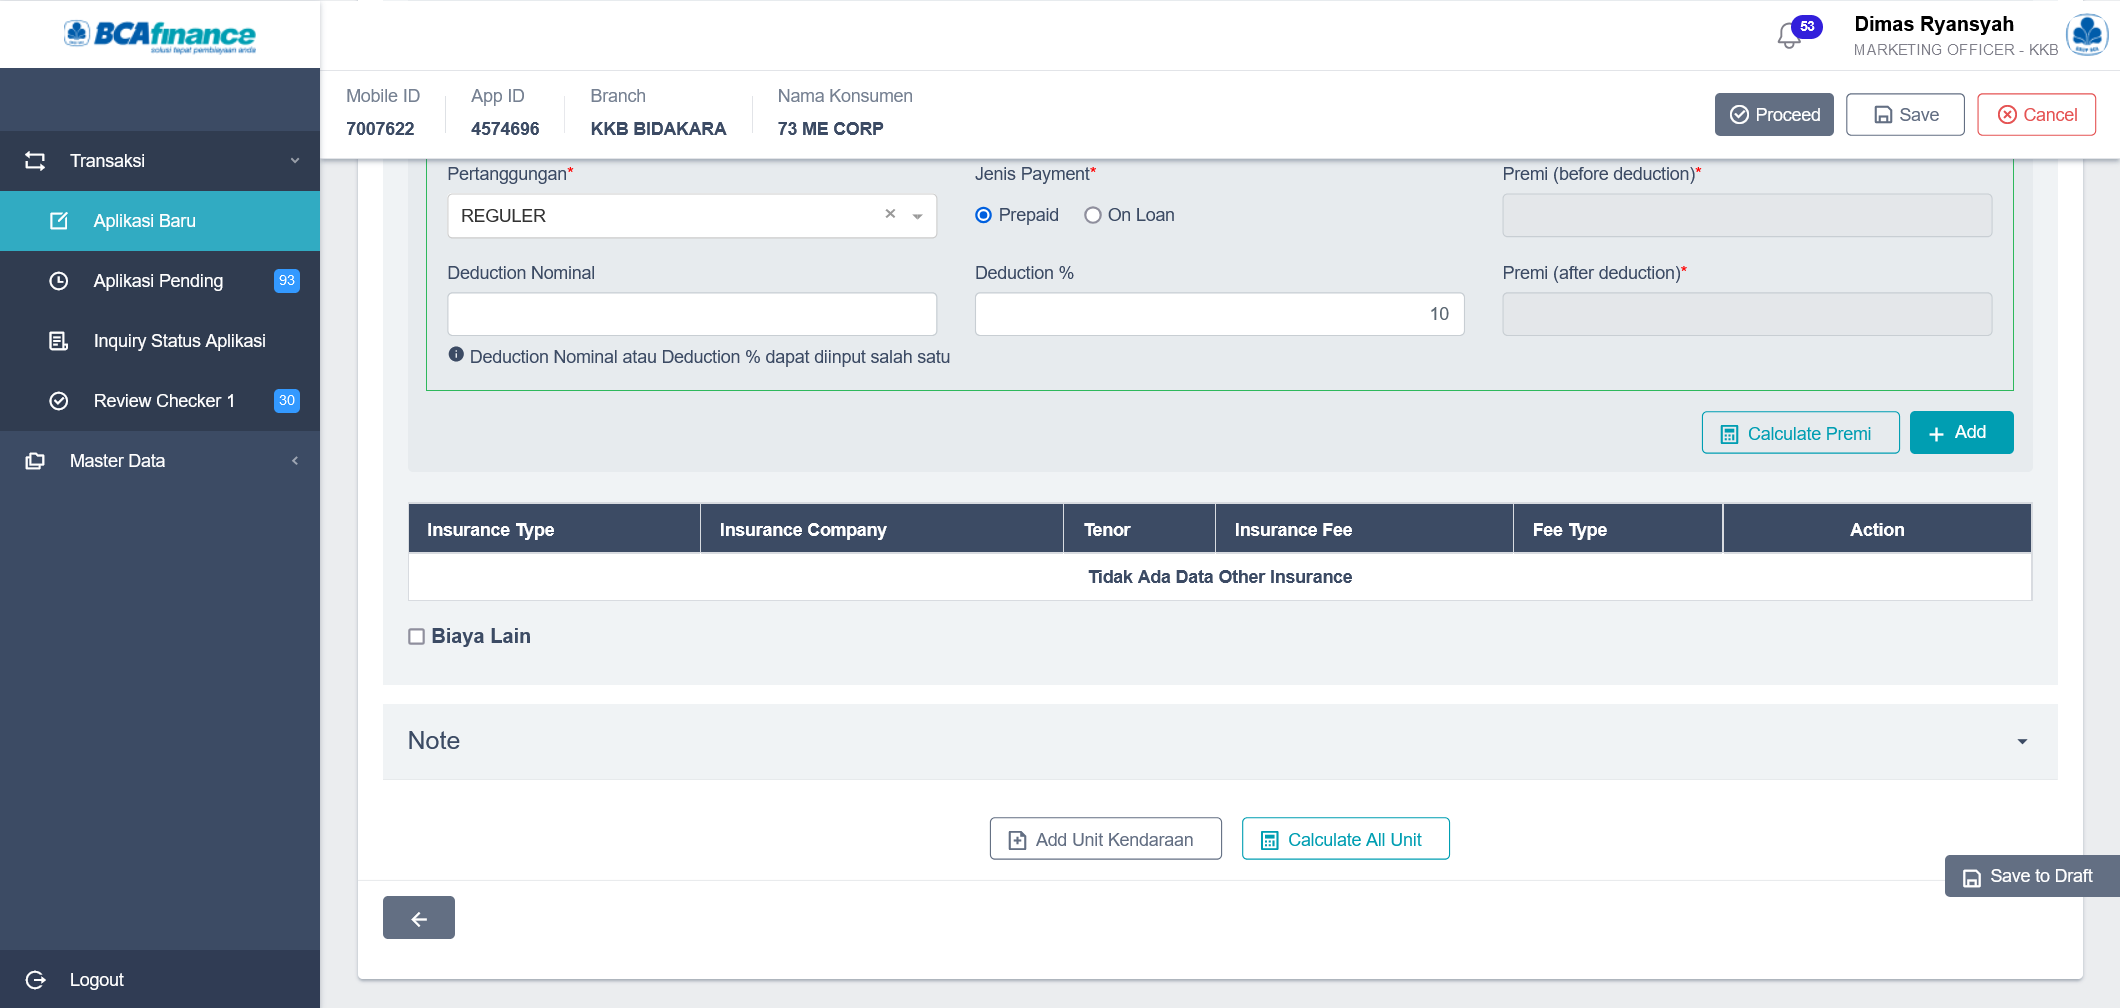 BCAfinance
solusi tepat pembiayaan anda
53
Dimas Ryansyah
MARKETING OFFICER - KKB
Mobile ID
7007622
App ID
4574696
Branch
KKB BIDAKARA
Nama Konsumen
73 ME CORP
Proceed
Save
Cancel
Transaksi
Aplikasi Baru
Aplikasi Pending 93
Inquiry Status Aplikasi
Review Checker 1 30
Master Data
Logout
Pertanggungan*
REGULER
Jenis Payment*
Prepaid On Loan
Premi (before deduction)*
Deduction Nominal
Deduction %
10
Premi (after deduction)*
Deduction Nominal atau Deduction % dapat diinput salah satu
Calculate Premi
Add
Insurance Type Insurance Company Tenor Insurance Fee Fee Type Action
Tidak Ada Data Other Insurance
Biaya Lain
Note
Add Unit Kendaraan
Calculate All Unit
Save to Draft